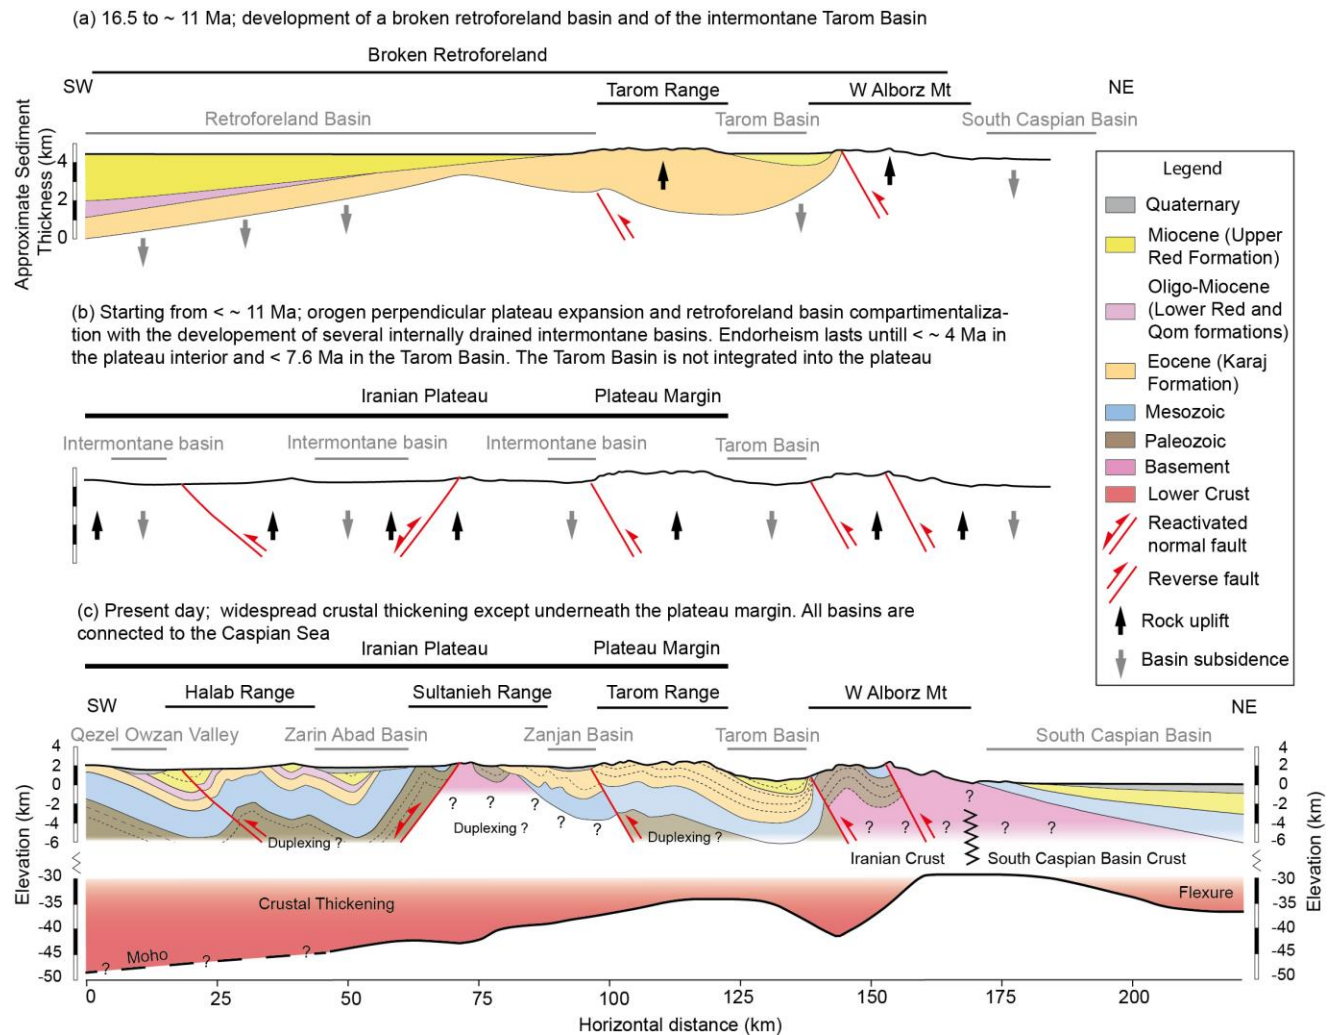 (a) 16.5 to ~ 11 Ma; development of a broken retroforeland basin and of the intermontane Tarom Basin
Broken Retroforeland
SW
Tarom Range
W Alborz Mt
NE
Retroforeland Basin
Tarom Basin
South Caspian Basin
Approximate Sediment
Thickness (km)
4
2
0
(b) Starting from < ~ 11 Ma; orogen perpendicular plateau expansion and retroforeland basin compartimentaliza-
tion with the developement of several internally drained intermontane basins. Endorheism lasts untill < ~ 4 Ma in
the plateau interior and < 7.6 Ma in the Tarom Basin. The Tarom Basin is not integrated into the plateau
Iranian Plateau
Plateau Margin
Intermontane basin
Intermontane basin
Intermontane basin
Tarom Basin
Legend
Quaternary
Miocene (Upper
Red Formation)
Oligo-Miocene
(Lower Red and
Qom formations)
Eocene (Karaj
Formation)
Mesozoic
Paleozoic
Basement
Lower Crust
Reactivated
normal fault
Reverse fault
Rock uplift
Basin subsidence
(c) Present day; widespread crustal thickening except underneath the plateau margin. All basins are
connected to the Caspian Sea
Iranian Plateau
Plateau Margin
SW
Halab Range
Sultanieh Range
Tarom Range
W Alborz Mt
NE
Qezel Owzan Valley
Zarin Abad Basin
Zanjan Basin
Tarom Basin
South Caspian Basin
Elevation (km)
4
2
0
-2
-4
-6
-30
-35
-40
-45
-50
4
2
0
-2
-4
-6
-30
-35
-40
-45
-50
Elevation (km)
? ? ? ? ?
? ? ?
? ? ?
Duplexing ?
Duplexing ?
Duplexing ?
Iranian Crust
South Caspian Basin Crust
Crustal Thickening
Flexure
Moho
? ? ?
0 25 50 75 100 125 150 175 200
Horizontal distance (km)